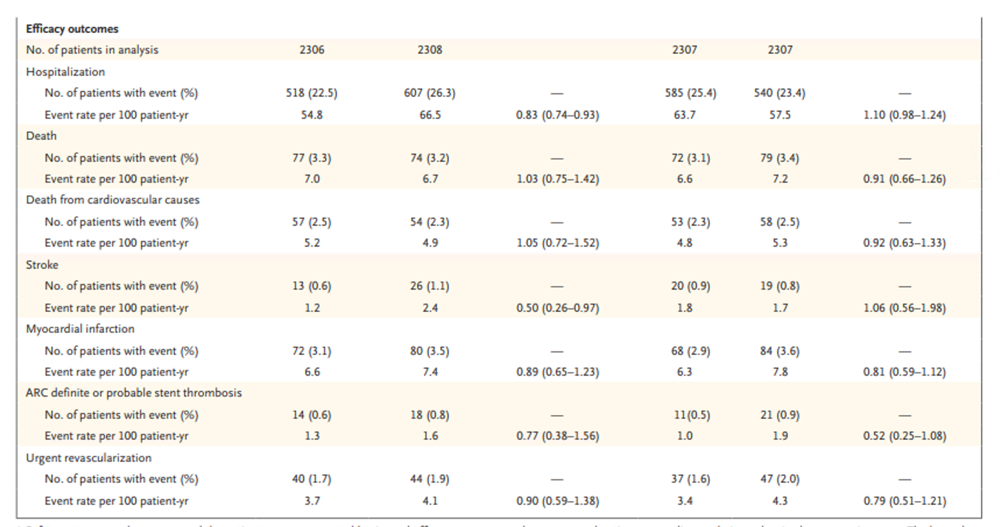 Efficacy outcomes
No. of patients in analysis 2306 2308 2307 2307
Hospitalization
No. of patients with event (%) 518 (22.5) 607 (26.3) — 585 (25.4) 540 (23.4) —
Event rate per 100 patient-yr 54.8 66.5 0.83 (0.74–0.93) 63.7 57.5 1.10 (0.98–1.24)
Death
No. of patients with event (%) 77 (3.3) 74 (3.2) — 72 (3.1) 79 (3.4) —
Event rate per 100 patient-yr 7.0 6.7 1.03 (0.75–1.42) 6.6 7.2 0.91 (0.66–1.26)
Death from cardiovascular causes
No. of patients with event (%) 57 (2.5) 54 (2.3) — 53 (2.3) 58 (2.5) —
Event rate per 100 patient-yr 5.2 4.9 1.05 (0.72–1.52) 4.8 5.3 0.92 (0.63–1.33)
Stroke
No. of patients with event (%) 13 (0.6) 26 (1.1) — 20 (0.9) 19 (0.8) —
Event rate per 100 patient-yr 1.2 2.4 0.50 (0.26–0.97) 1.8 1.7 1.06 (0.56–1.98)
Myocardial infarction
No. of patients with event (%) 72 (3.1) 80 (3.5) — 68 (2.9) 84 (3.6) —
Event rate per 100 patient-yr 6.6 7.4 0.89 (0.65–1.23) 6.3 7.8 0.81 (0.59–1.12)
ARC definite or probable stent thrombosis
No. of patients with event (%) 14 (0.6) 18 (0.8) — 11(0.5) 21 (0.9) —
Event rate per 100 patient-yr 1.3 1.6 0.77 (0.38–1.56) 1.0 1.9 0.52 (0.25–1.08)
Urgent revascularization
No. of patients with event (%) 40 (1.7) 44 (1.9) — 37 (1.6) 47 (2.0) —
Event rate per 100 patient-yr 3.7 4.1 0.90 (0.59–1.38) 3.4 4.3 0.79 (0.51–1.21)